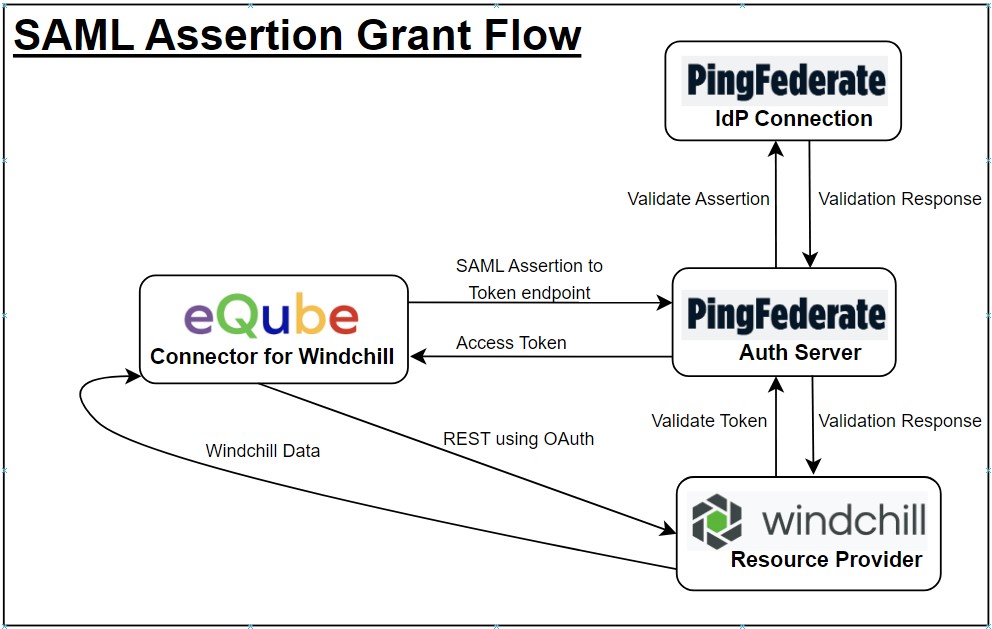 SAML Assertion Grant Flow
PingFederate
IdP Connection
Validate Assertion
Validation Response
SAML Assertion to
Token endpoint
eQube
Connector for Windchill
PingFederate
Auth Server
Access Token
Validate Token
Validation Response
REST using OAuth
Windchill Data
windchill
Resource Provider